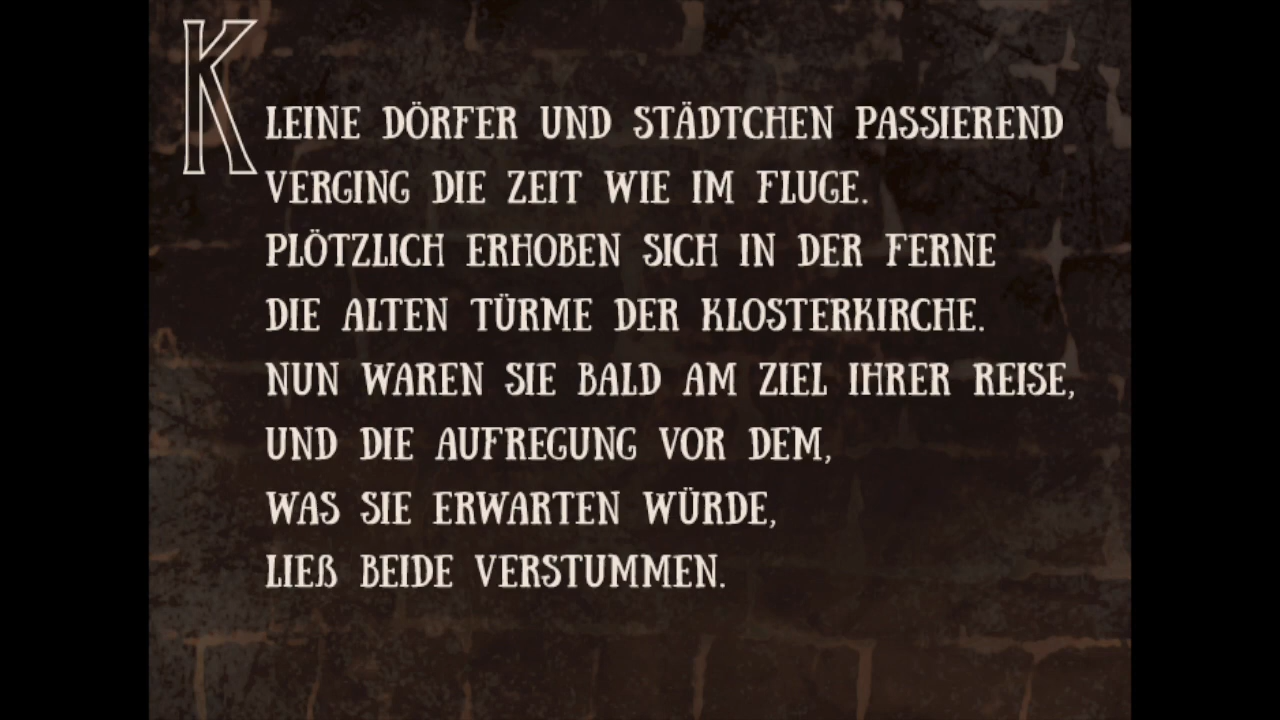 KLEINE DÖRFER UND STÄDTCHEN PASSIEREND
VERGING DIE ZEIT WIE IM FLUGE.
PLÖTZLICH ERHOBEN SICH IN DER FERNE
DIE ALTEN TÜRME DER KLOSTERKIRCHE.
NUN WAREN SIE BALD AM ZIEL IHRER REISE,
UND DIE AUFREGUNG VOR DEM,
WAS SIE ERWARTEN WÜRDE,
LIEß BEIDE VERSTUMMEN.